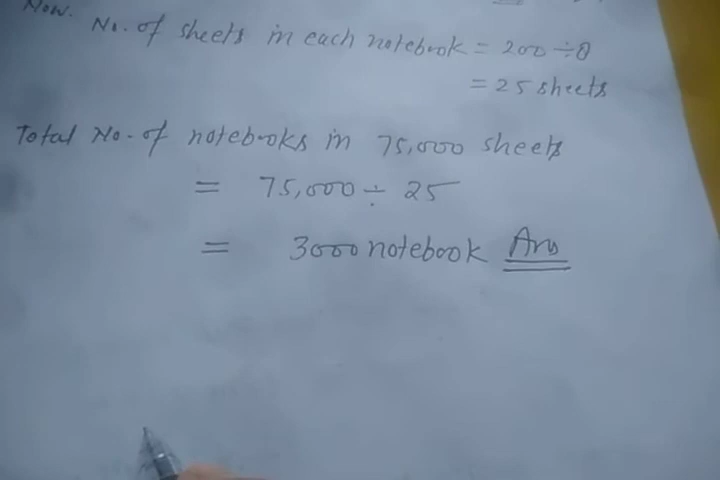 Now.
No. of sheets in each notebook = 200 ÷ 8
= 25 sheets
Total No. of notebooks in 75,000 sheets
= 75,000 ÷ 25
= 3000 notebook Ans